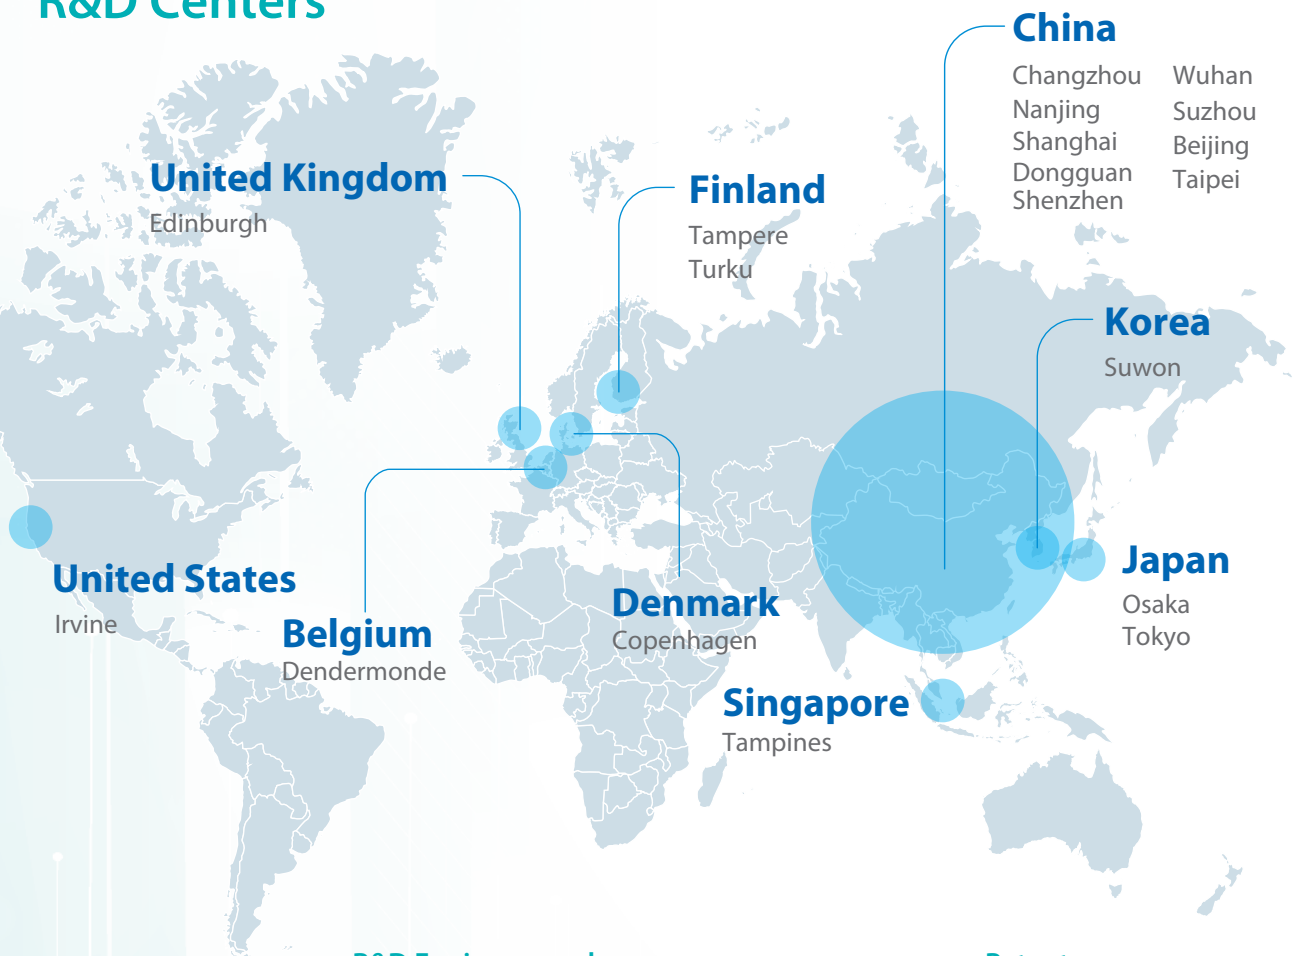 R&D Centers
China
Changzhou
Nanjing
Shanghai
Dongguan
Shenzhen
Wuhan
Suzhou
Beijing
Taipei
United Kingdom
Edinburgh
Finland
Tampere
Turku
Korea
Suwon
Japan
Osaka
Tokyo
United States
Irvine
Belgium
Dendermonde
Denmark
Copenhagen
Singapore
Tampines